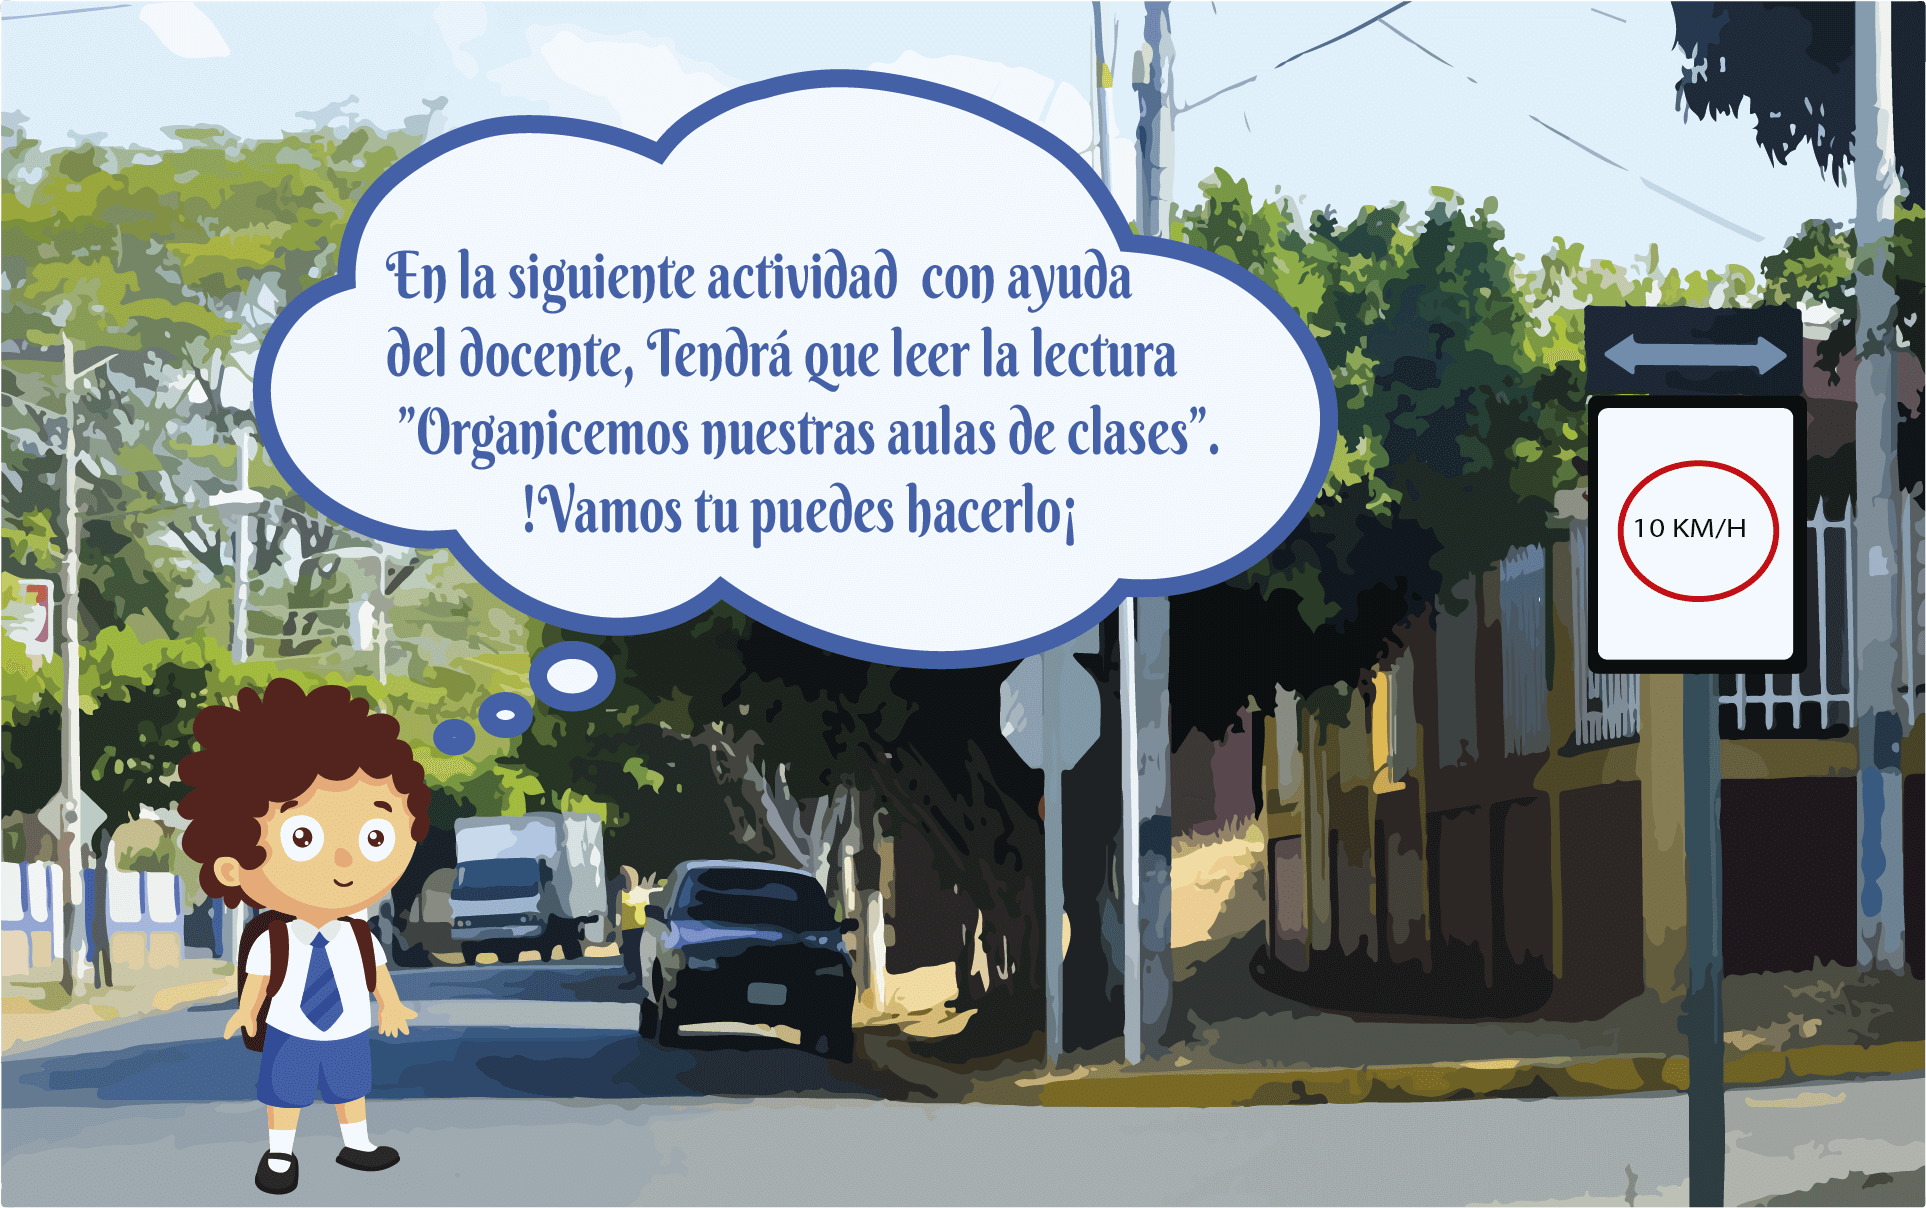 En la siguiente actividad con ayuda
del docente, Tendrá que leer la lectura
"Organicemos nuestras aulas de clases".
!Vamos tu puedes hacerlo¡
10 KM/H